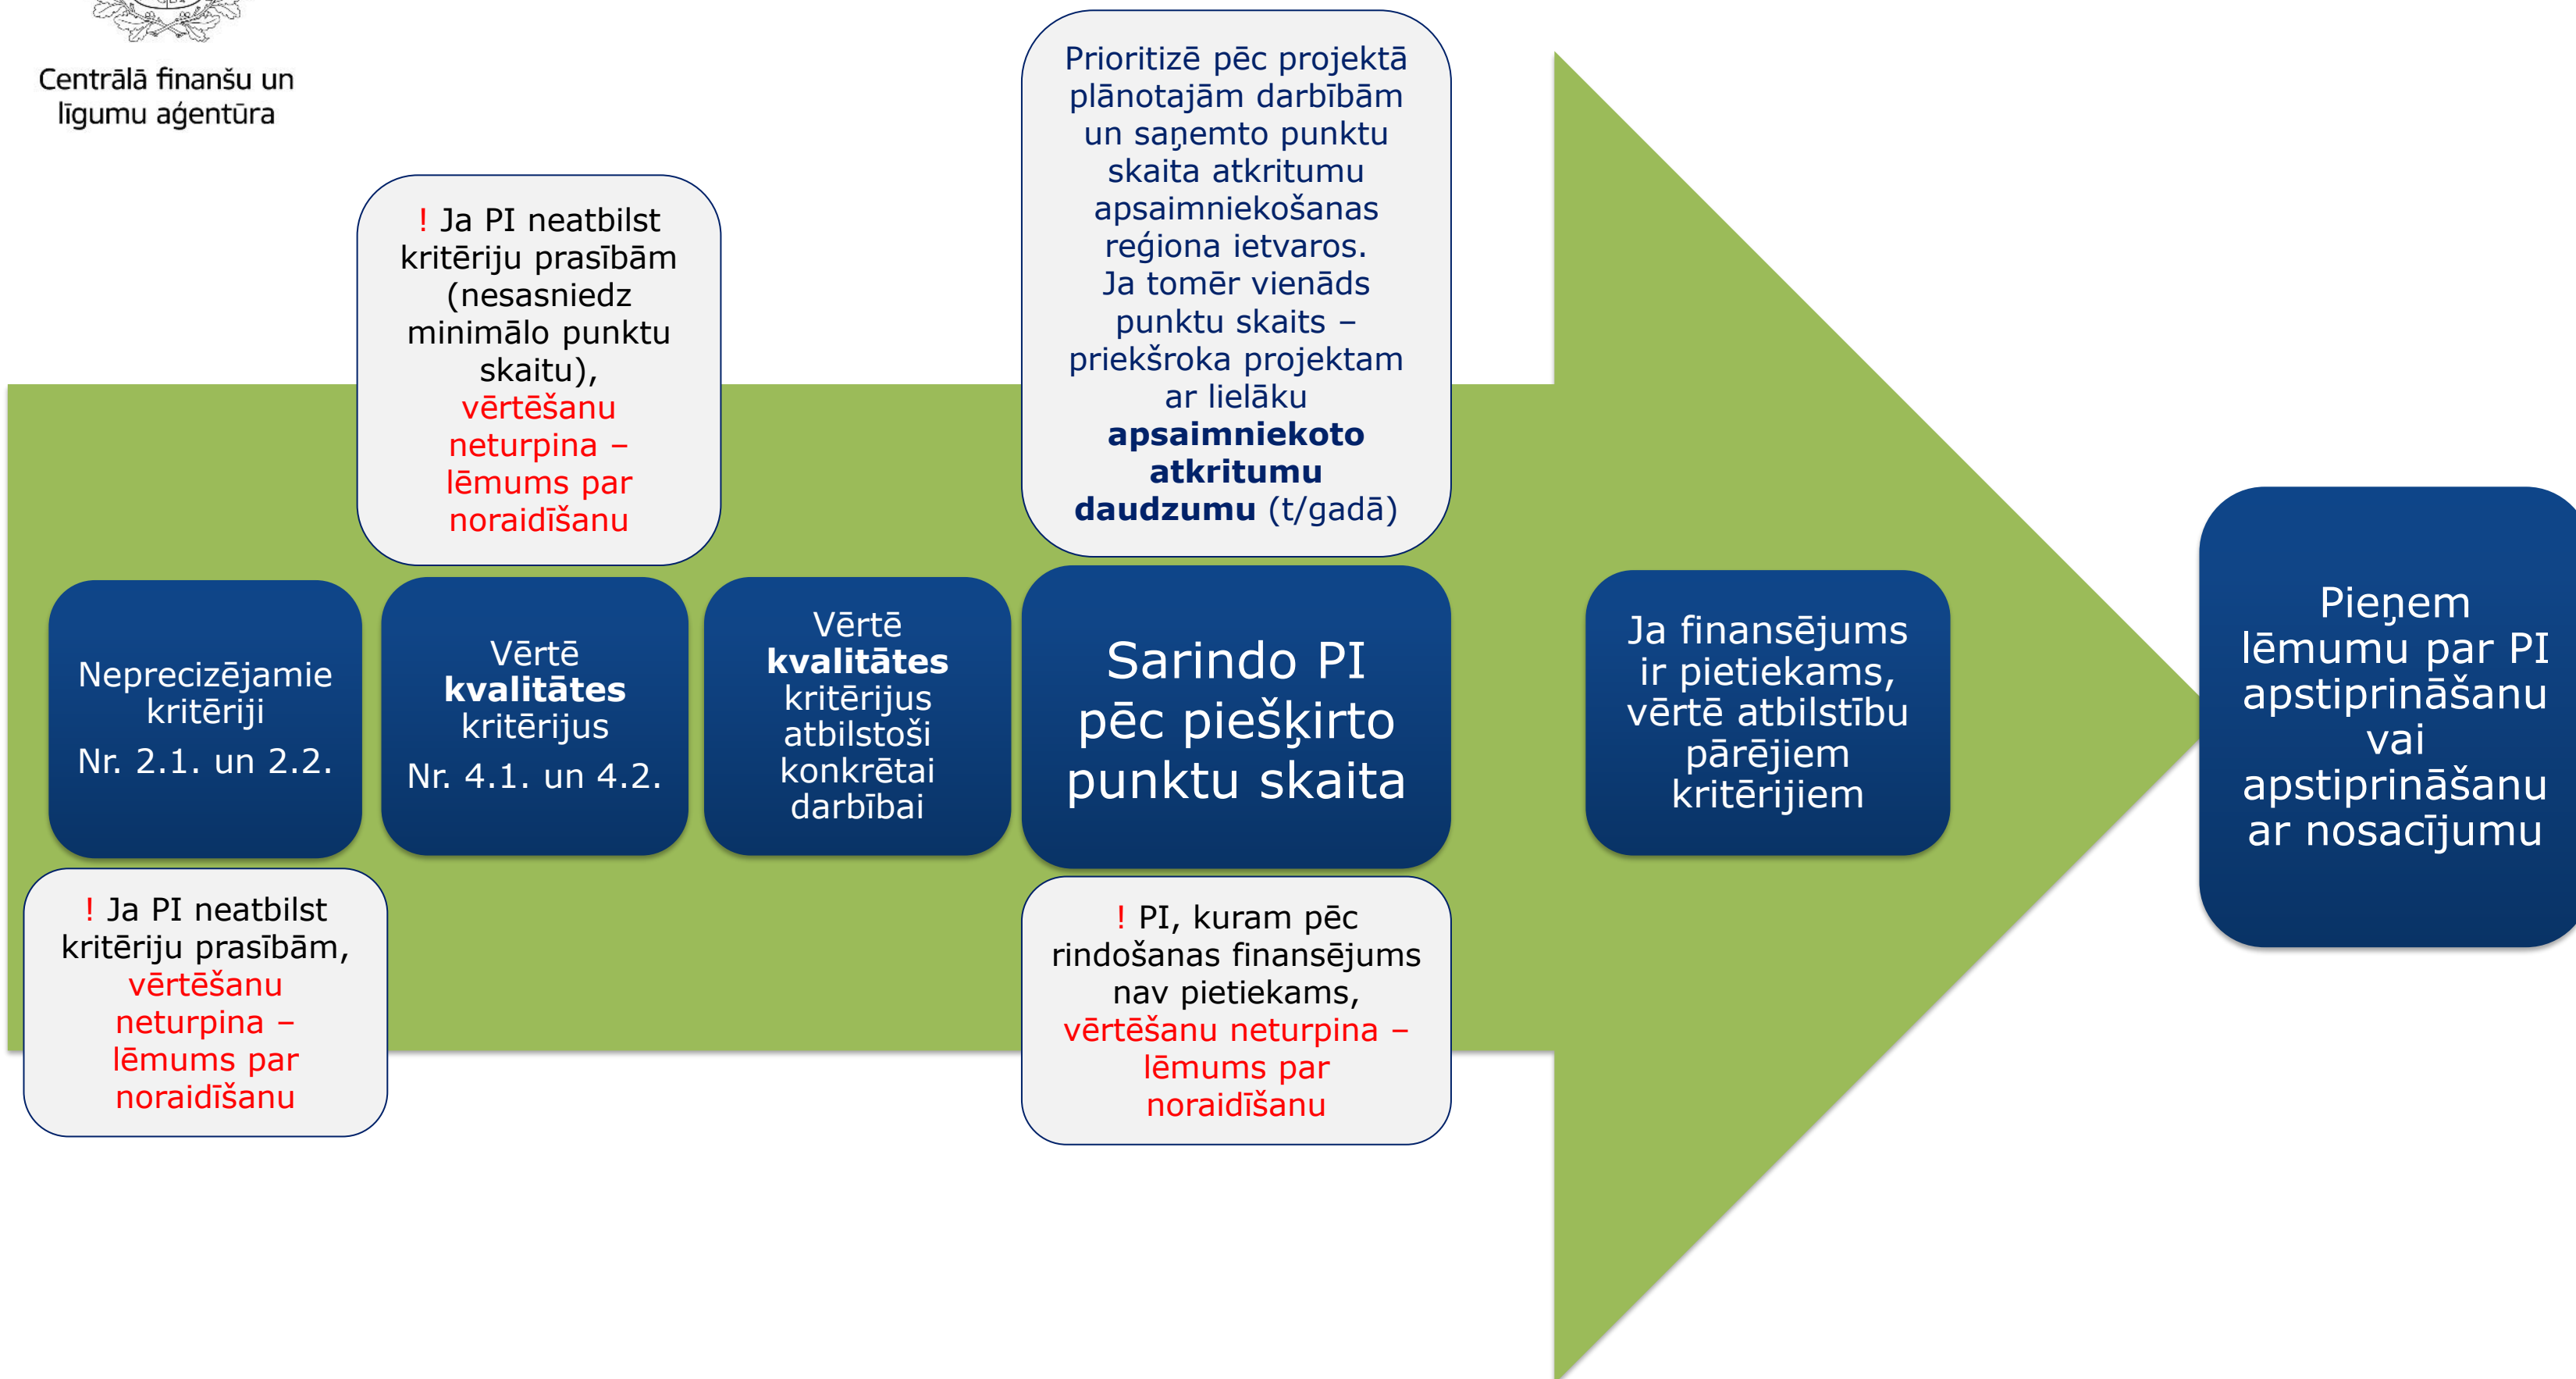 Centrālā finanšu un
līgumu aģentūra
! Ja PI neatbilst
kritēriju prasībām
(nesasniedz
minimālo punktu
skaitu),
vērtēšanu
neturpina –
lēmums par
noraidīšanu
Prioritizē pēc projektā
plānotajām darbībām
un saņemto punktu
skaita atkritumu
apsaimniekošanas
reģiona ietvaros.
Ja tomēr vienāds
punktu skaits –
priekšroka projektam
ar lielāku
apsaimniekoto
atkritumu
daudzumu (t/gadā)
Neprecizējamie
kritēriji
Nr. 2.1. un 2.2.
Vērtē
kvalitātes
kritērijus
Nr. 4.1. un 4.2.
Vērtē
kvalitātes
kritērijus
atbilstoši
konkrētai
darbībai
Sarindo PI
pēc piešķirto
punktu skaita
Ja finansējums
ir pietiekams,
vērtē atbilstību
pārējiem
kritērijiem
Pieņem
lēmumu par PI
apstiprināšanu
vai
apstiprināšanu
ar nosacījumu
! Ja PI neatbilst
kritēriju prasībām,
vērtēšanu
neturpina –
lēmums par
noraidīšanu
! PI, kuram pēc
rindošanas finansējums
nav pietiekams,
vērtēšanu neturpina –
lēmums par
noraidīšanu